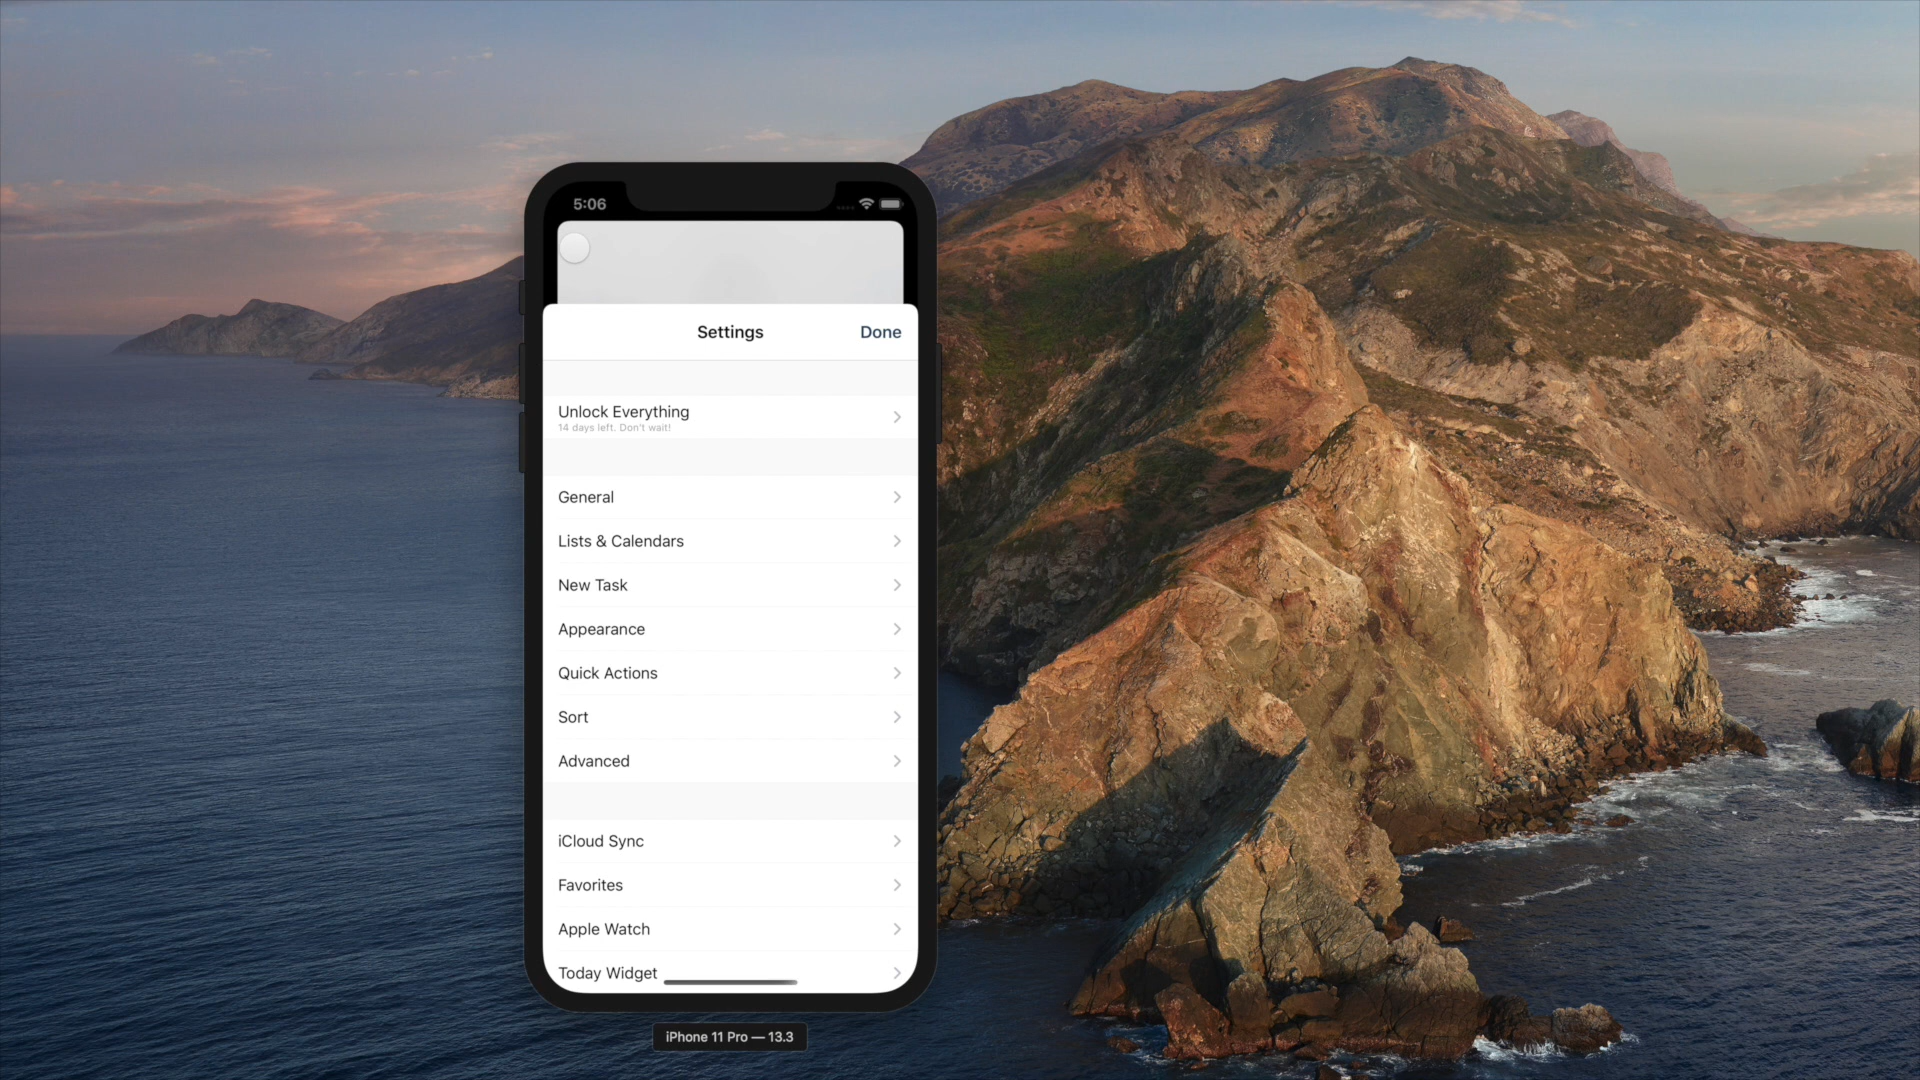 5:06
Settings
Done
Unlock Everything
14 days left. Don't wait!
General
Lists & Calendars
New Task
Appearance
Quick Actions
Sort
Advanced
iCloud Sync
Favorites
Apple Watch
Today Widget
iPhone 11 Pro — 13.3